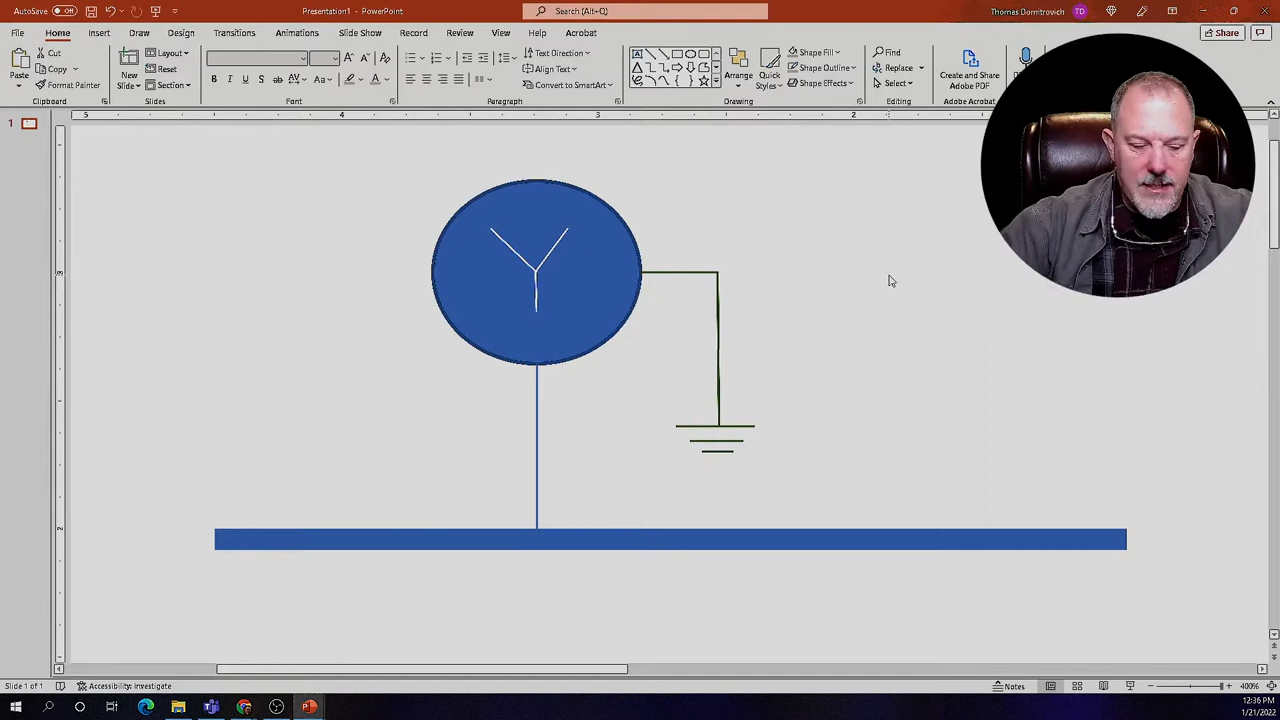 AutoSave Off Presentation1 - PowerPoint Search (Alt+Q) Thomas Domitrovich TD
File Home Insert Draw Design Transitions Animations Slide Show Record Review View Help Acrobat Share
Paste Cut Copy Format Painter
Clipboard
New Slide Layout Reset Section
Slides
B I U S AV Aa A
Font
Text Direction Align Text Convert to SmartArt
Paragraph
Arrange Quick Styles Shape Fill Shape Outline Shape Effects
Drawing
Find Replace Select
Editing
Create and Share Adobe PDF
Adobe Acrobat
5 4 3 2
1
3
2
Slide 1 of 1 Accessibility: Investigate Notes 400%
12:36 PM
1/21/2022